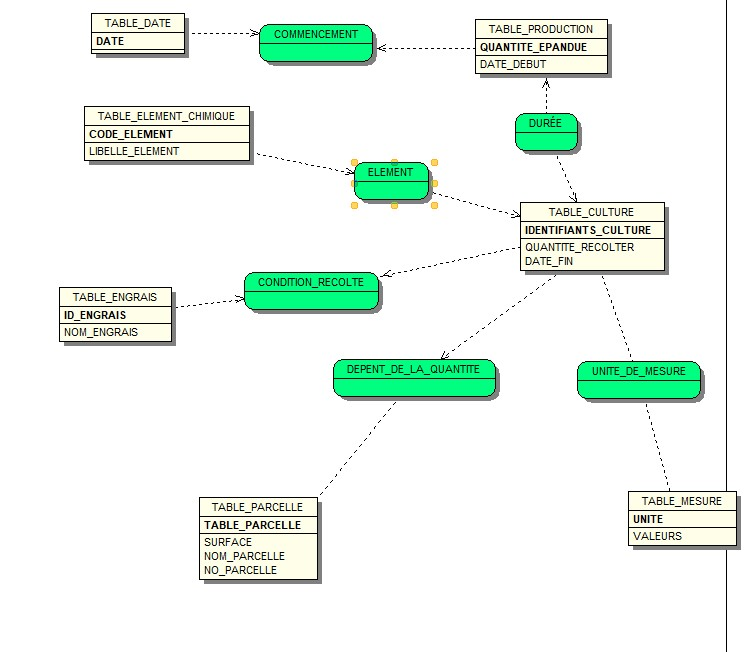 TABLE_DATE
DATE
COMMENCEMENT
TABLE_PRODUCTION
QUANTITE_EPANDUE
DATE_DEBUT
TABLE_ELEMENT_CHIMIQUE
CODE_ELEMENT
LIBELLE_ELEMENT
DURÉE
ELEMENT
TABLE_CULTURE
IDENTIFIANTS_CULTURE
QUANTITE_RECOLTER
DATE_FIN
CONDITION_RECOLTE
TABLE_ENGRAIS
ID_ENGRAIS
NOM_ENGRAIS
DEPENT_DE_LA_QUANTITE
UNITE_DE_MESURE
TABLE_PARCELLE
TABLE_PARCELLE
SURFACE
NOM_PARCELLE
NO_PARCELLE
TABLE_MESURE
UNITE
VALEURS